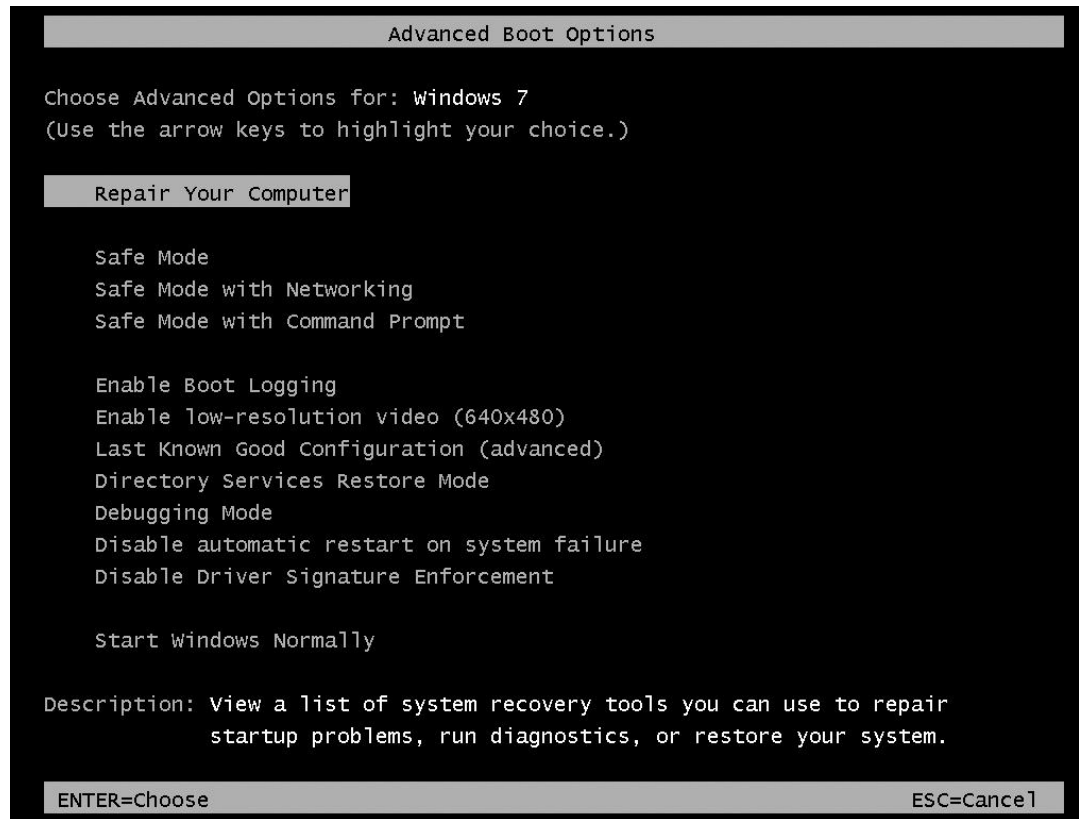 Advanced Boot Options
Choose Advanced Options for: Windows 7
(Use the arrow keys to highlight your choice.)
Repair Your Computer
Safe Mode
Safe Mode with Networking
Safe Mode with Command Prompt
Enable Boot Logging
Enable low-resolution video (640x480)
Last Known Good Configuration (advanced)
Directory Services Restore Mode
Debugging Mode
Disable automatic restart on system failure
Disable Driver Signature Enforcement
Start Windows Normally
Description: View a list of system recovery tools you can use to repair
startup problems, run diagnostics, or restore your system.
ENTER=Choose ESC=Cancel